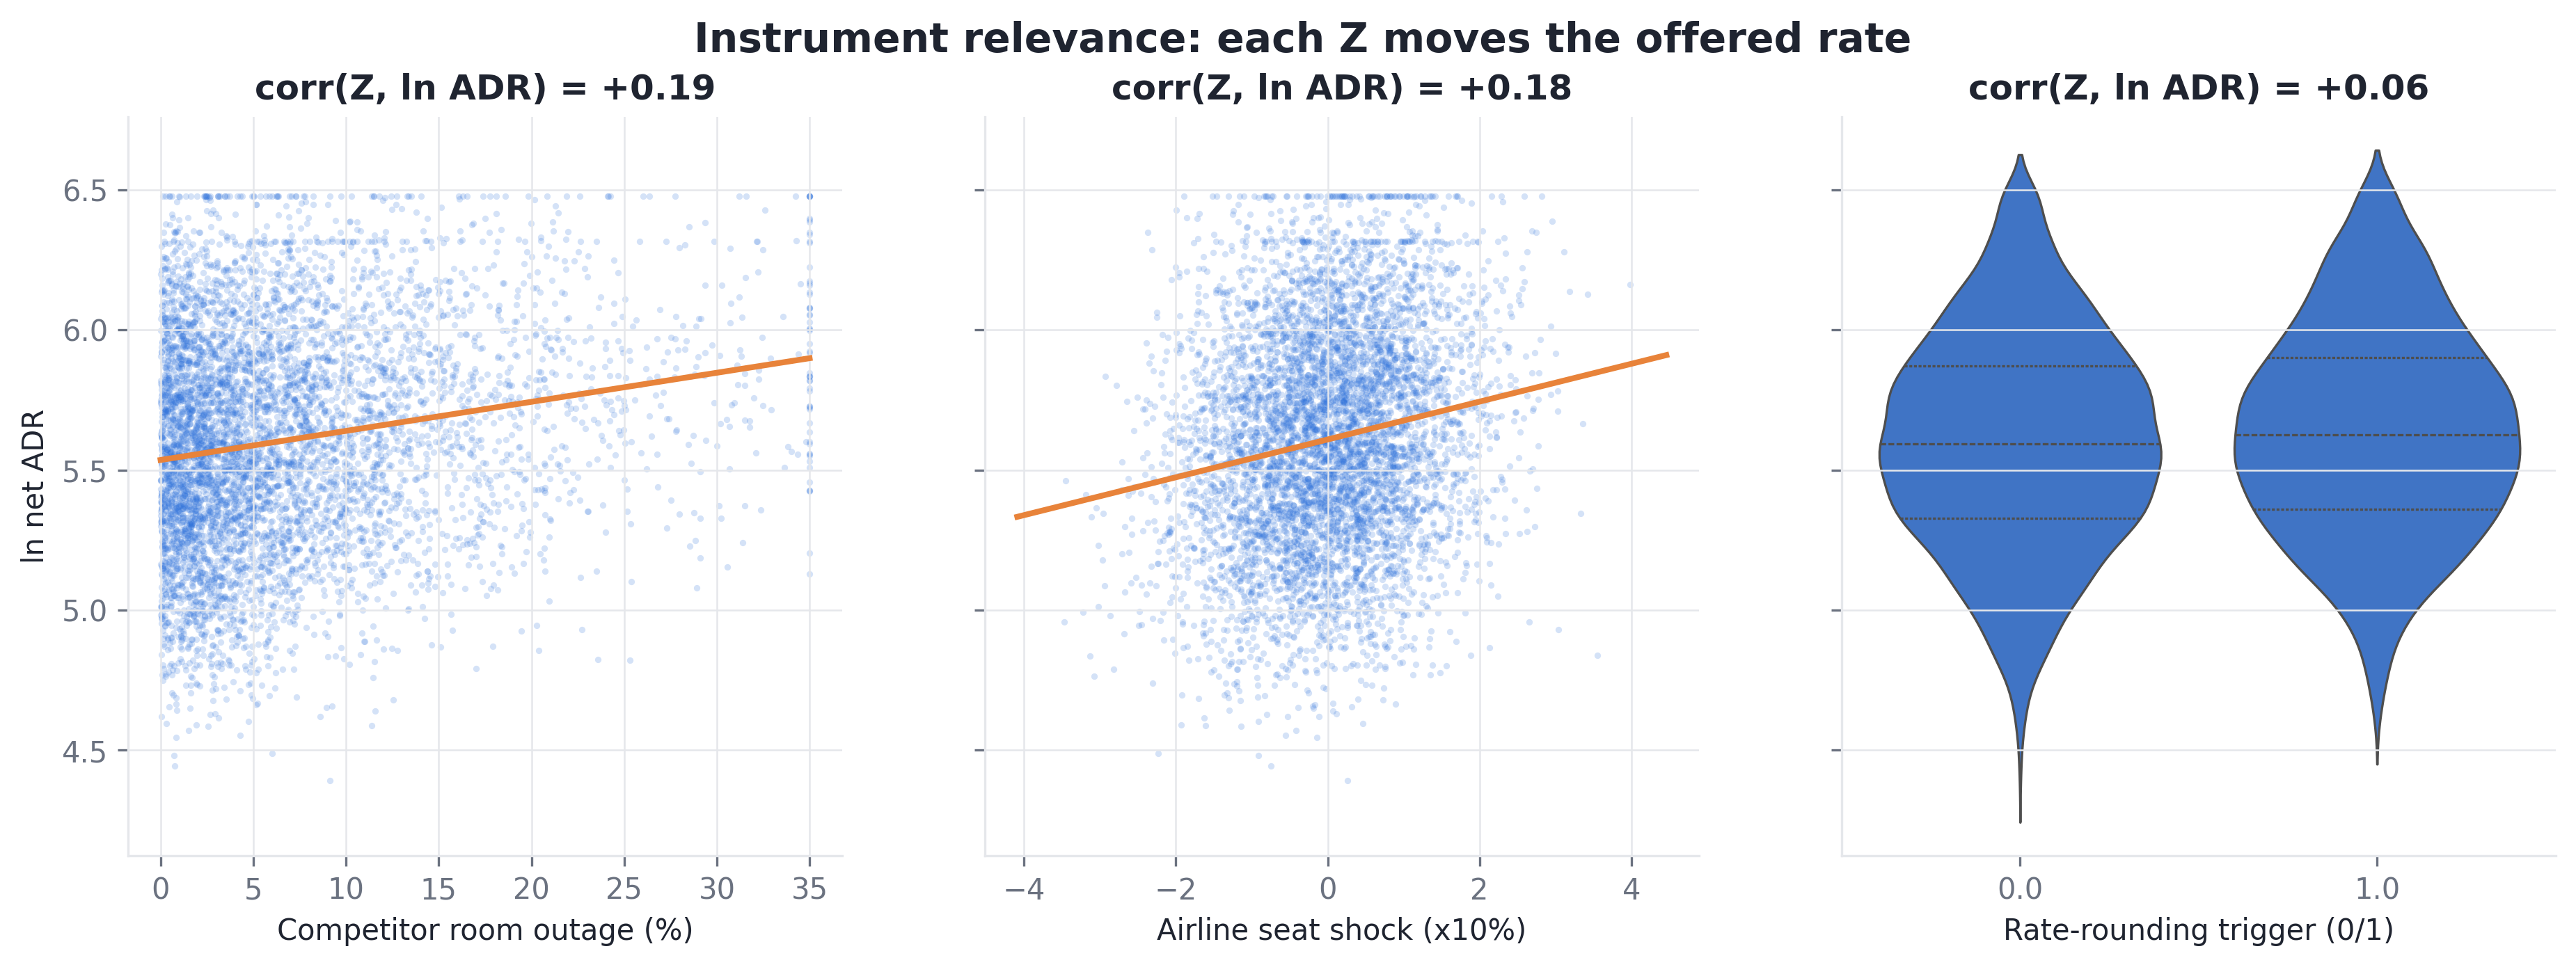 Instrument relevance: each Z moves the offered rate
corr(Z, ln ADR) = +0.19
corr(Z, ln ADR) = +0.18
corr(Z, ln ADR) = +0.06
ln net ADR
6.5
6.0
5.5
5.0
4.5
0 5 10 15 20 25 30 35
Competitor room outage (%)
−4 −2 0 2 4
Airline seat shock (x10%)
0.0 1.0
Rate-rounding trigger (0/1)